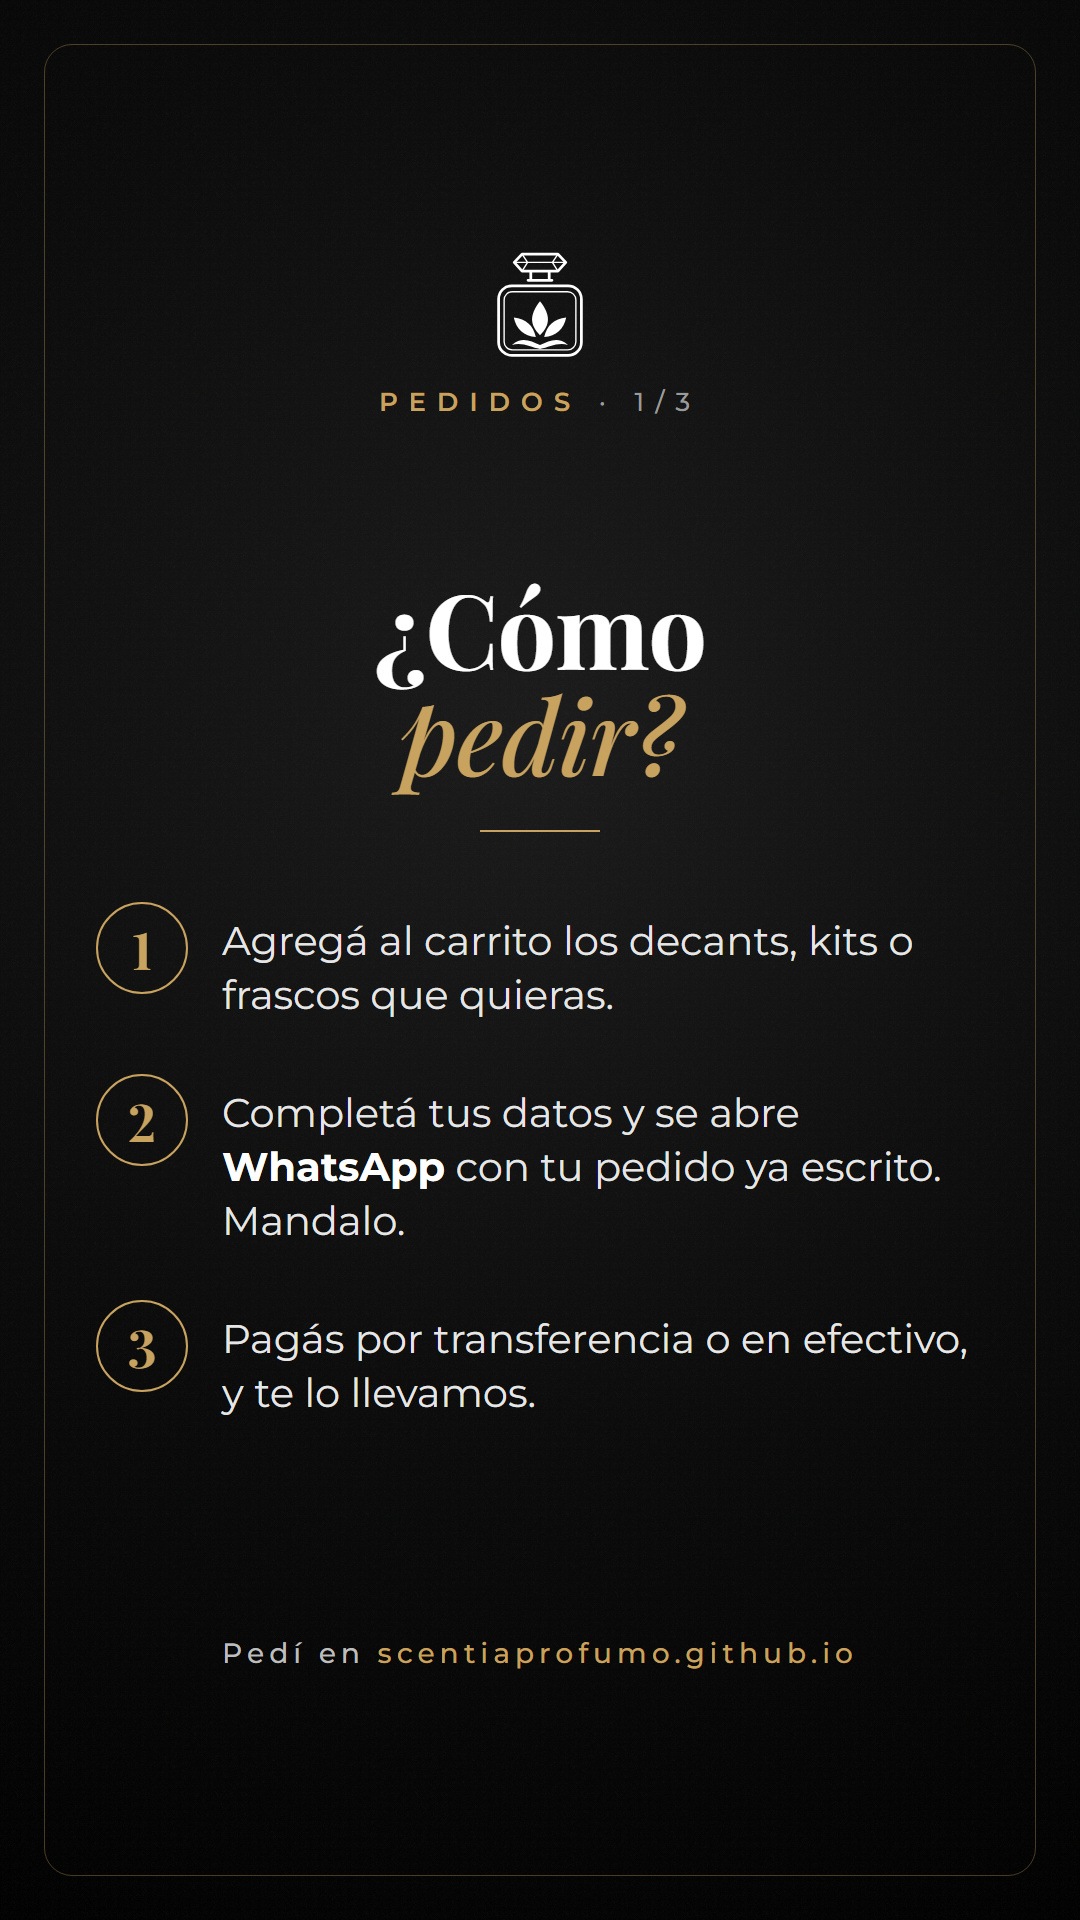 PEDIDOS · 1/3
¿Cómo
pedir?
1
Agregá al carrito los decants, kits o
frascos que quieras.
2
Completá tus datos y se abre
WhatsApp con tu pedido ya escrito.
Mandalo.
3
Pagás por transferencia o en efectivo,
y te lo llevamos.
Pedí en scentiaprofumo.github.io